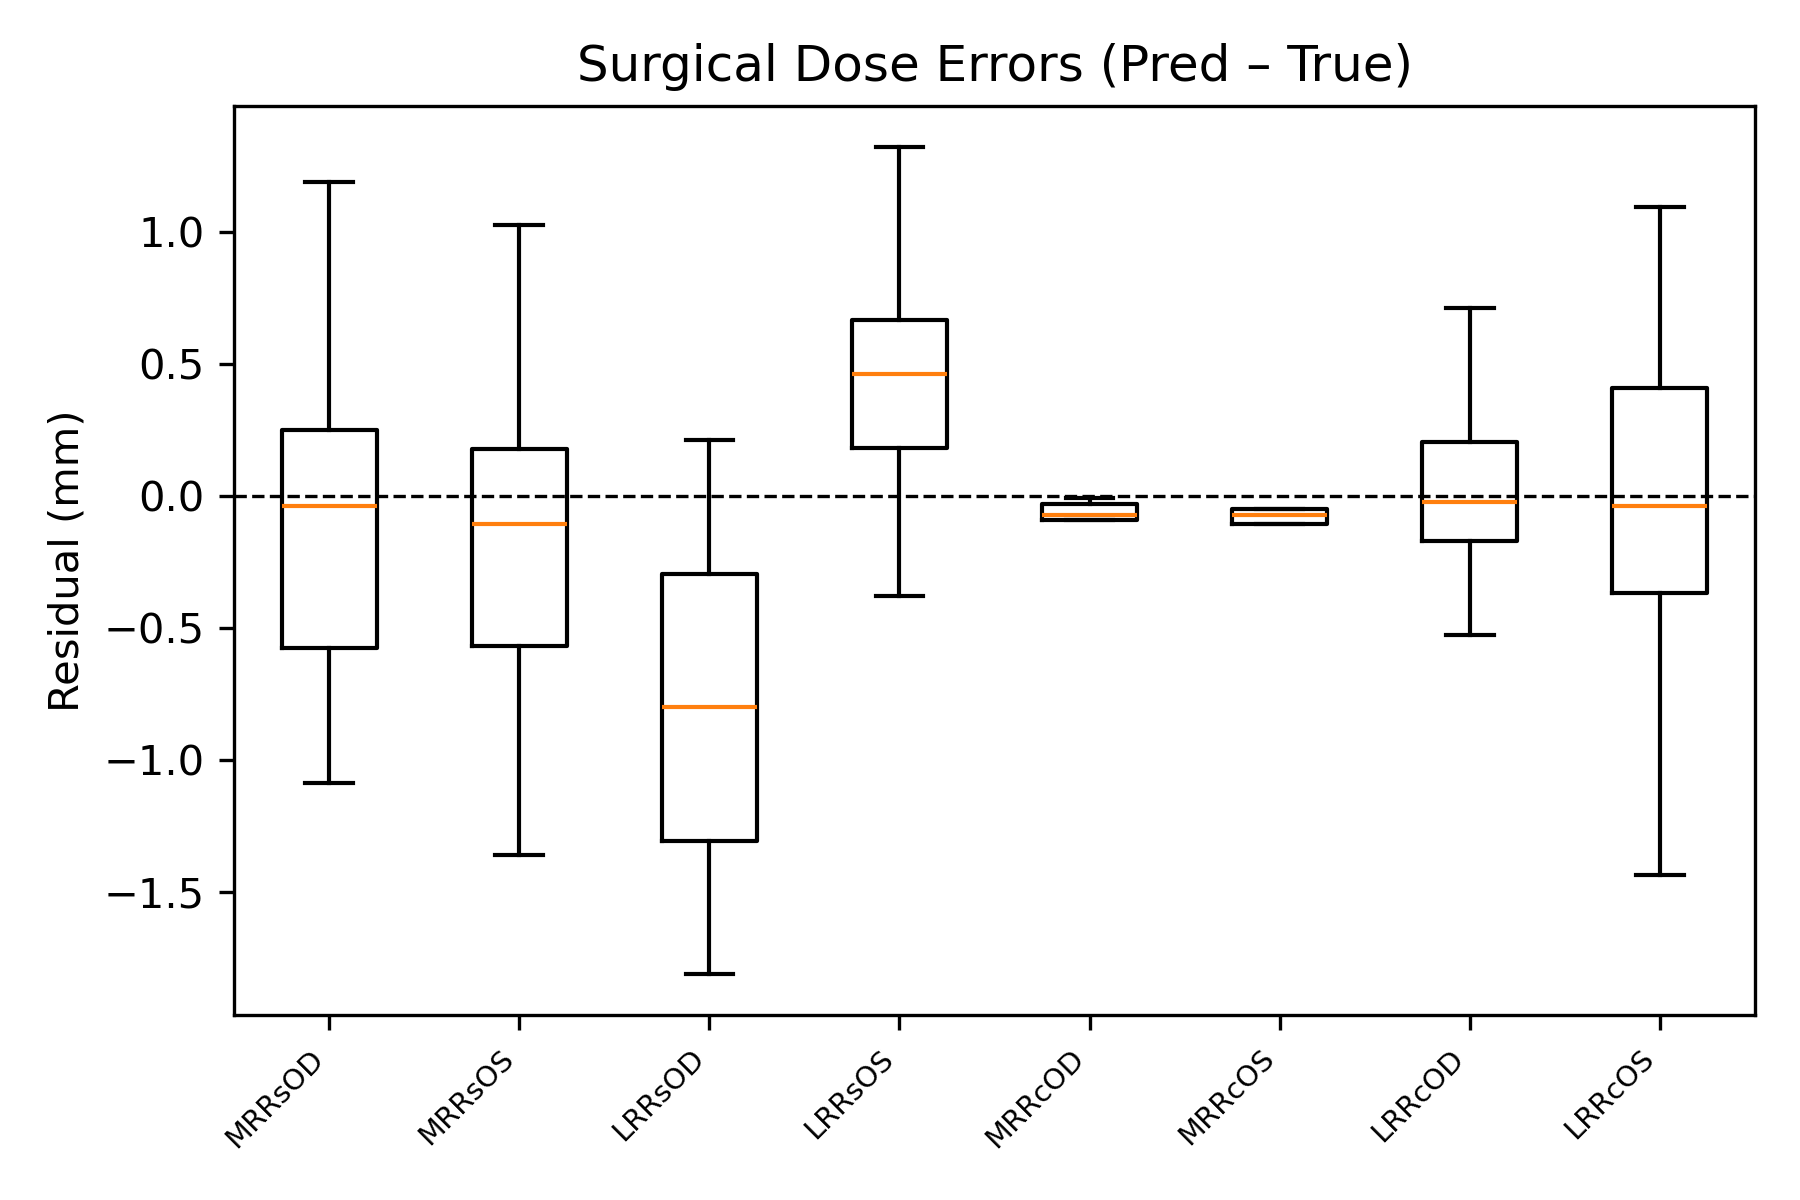 Surgical Dose Errors (Pred – True)
Residual (mm)
1.0
0.5
0.0
−0.5
−1.0
−1.5
MRRsOD
MRRsOS
LRRsOD
LRRsOS
MRRcOD
MRRcOS
LRRcOD
LRRcOS